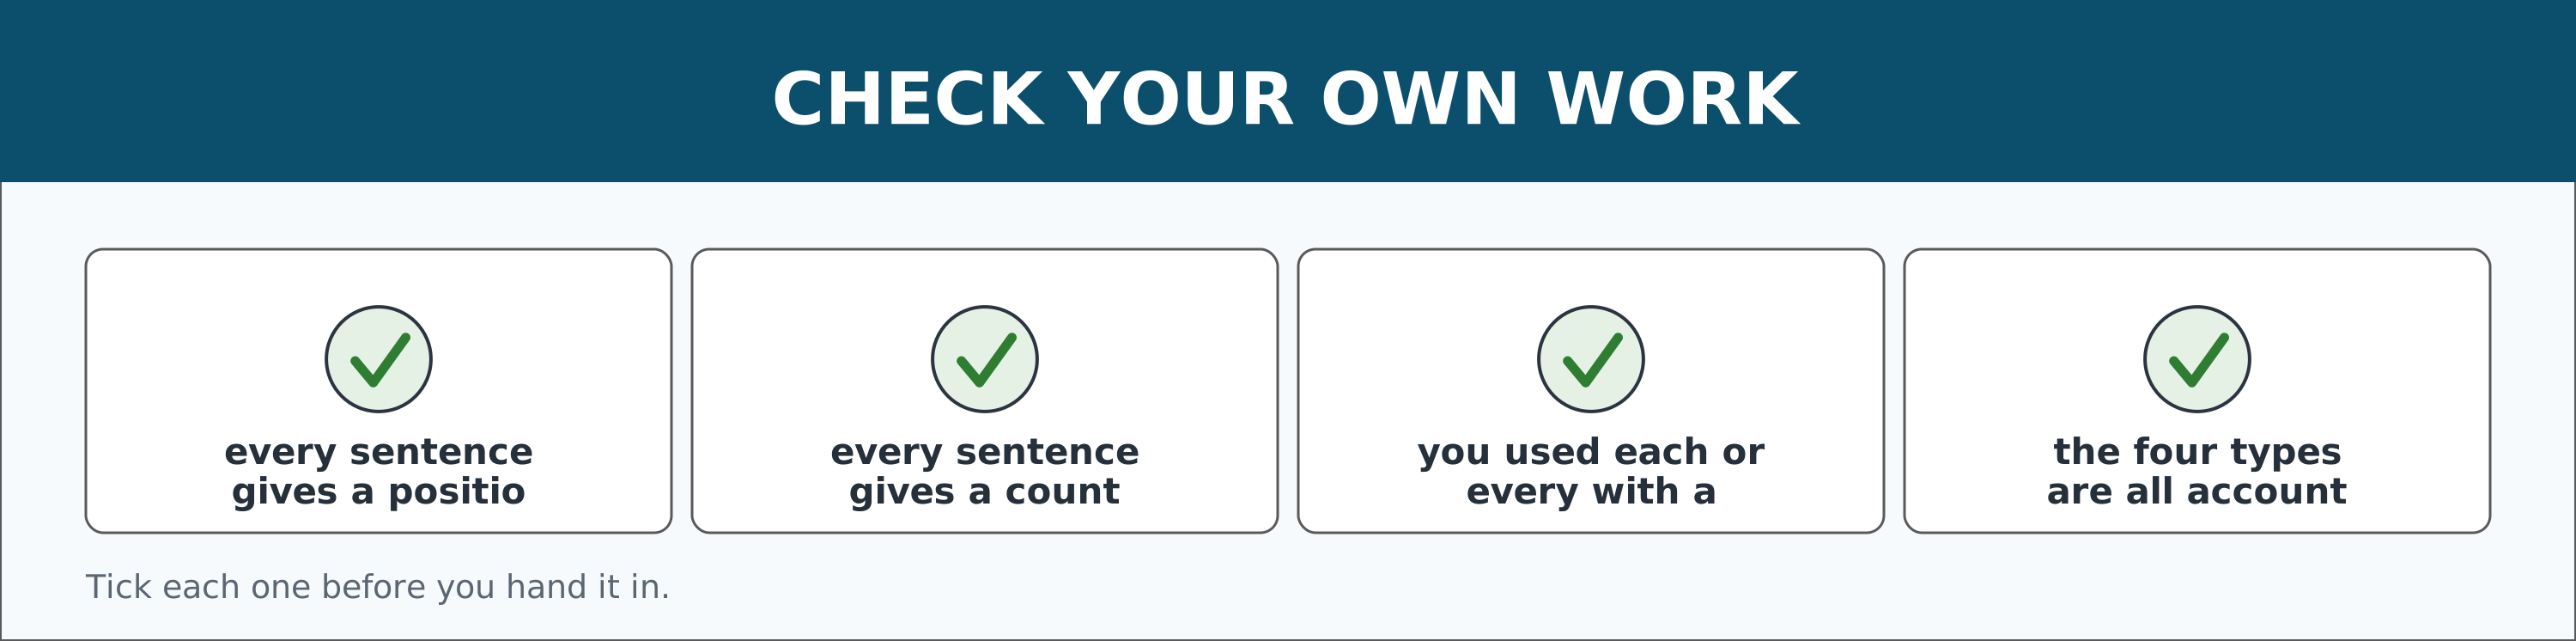 CHECK YOUR OWN WORK
every sentence
gives a positio
every sentence
gives a count
you used each or
every with a
the four types
are all account
Tick each one before you hand it in.